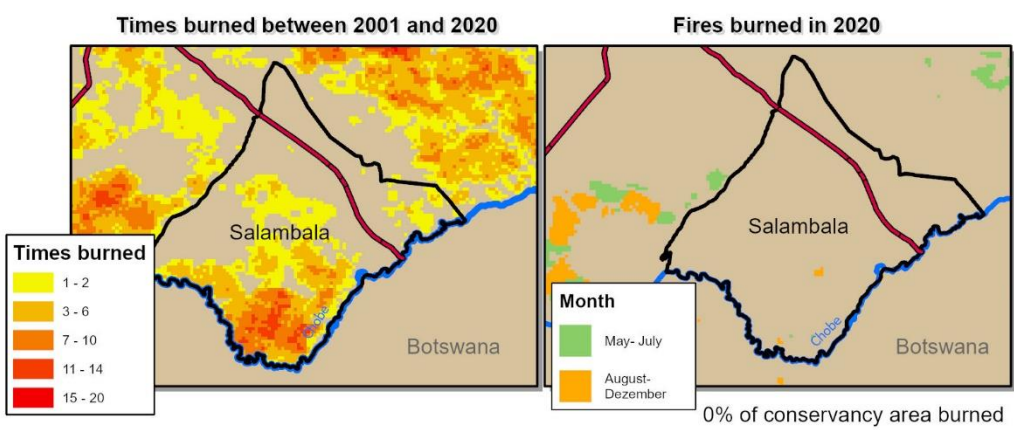 Times burned between 2001 and 2020
Salambala
Chobe
Botswana
Times burned
1 - 2
3 - 6
7 - 10
11 - 14
15 - 20
Fires burned in 2020
Salambala
Chobe
Botswana
Month
May- July
August-
Dezember
0% of conservancy area burned